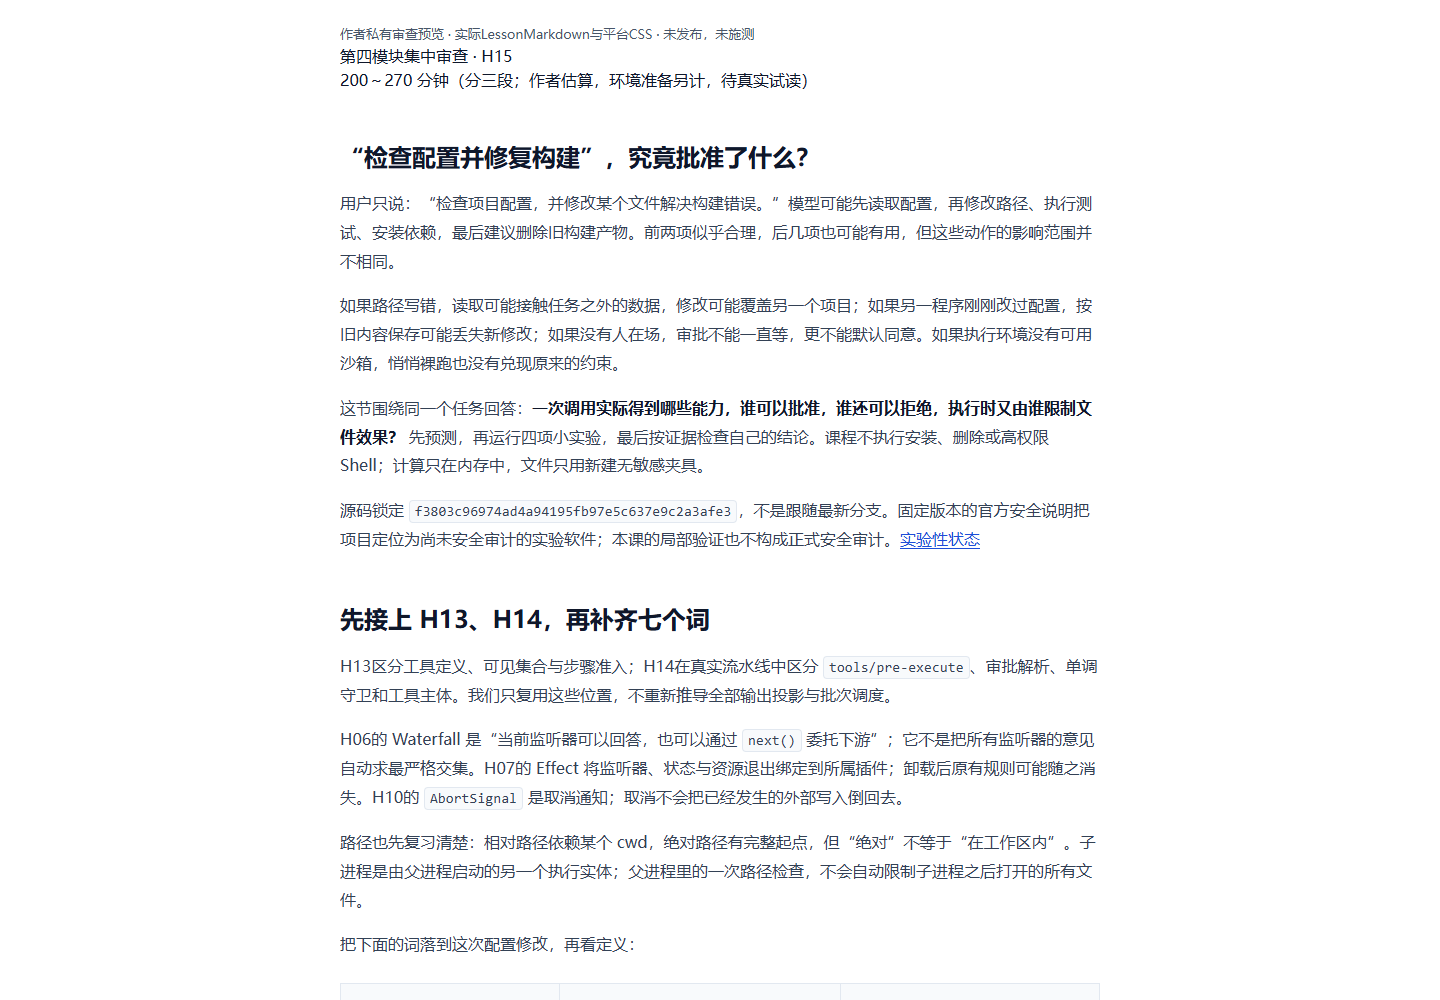 作者私有审查预览 · 实际LessonMarkdown与平台CSS · 未发布，未施测
第四模块集中审查 · H15
200～270 分钟（分三段；作者估算，环境准备另计，待真实试读）
“检查配置并修复构建”，究竟批准了什么？
用户只说：“检查项目配置，并修改某个文件解决构建错误。”模型可能先读取配置，再修改路径、执行测
试、安装依赖，最后建议删除旧构建产物。前两项似乎合理，后几项也可能有用，但这些动作的影响范围并
不相同。
如果路径写错，读取可能接触任务之外的数据，修改可能覆盖另一个项目；如果另一程序刚刚改过配置，按
旧内容保存可能丢失新修改；如果没有人在场，审批不能一直等，更不能默认同意。如果执行环境没有可用
沙箱，悄悄裸跑也没有兑现原来的约束。
这节围绕同一个任务回答：一次调用实际得到哪些能力，谁可以批准，谁还可以拒绝，执行时又由谁限制文
件效果？ 先预测，再运行四项小实验，最后按证据检查自己的结论。课程不执行安装、删除或高权限
Shell；计算只在内存中，文件只用新建无敏感夹具。
源码锁定 f3803c96974ad4a94195fb97e5c637e9c2a3afe3，不是跟随最新分支。固定版本的官方安全说明把
项目定位为尚未安全审计的实验软件；本课的局部验证也不构成正式安全审计。实验性状态
先接上 H13、H14，再补齐七个词
H13区分工具定义、可见集合与步骤准入；H14在真实流水线中区分 tools/pre-execute、审批解析、单调
守卫和工具主体。我们只复用这些位置，不重新推导全部输出投影与批次调度。
H06的 Waterfall 是“当前监听器可以回答，也可以通过 next() 委托下游”；它不是把所有监听器的意见
自动求最严格交集。H07的 Effect 将监听器、状态与资源退出绑定到所属插件；卸载后原有规则可能随之消
失。H10的 AbortSignal 是取消通知；取消不会把已经发生的外部写入倒回去。
路径也先复习清楚：相对路径依赖某个 cwd，绝对路径有完整起点，但“绝对”不等于“在工作区内”。子
进程是由父进程启动的另一个执行实体；父进程里的一次路径检查，不会自动限制子进程之后打开的所有文
件。
把下面的词落到这次配置修改，再看定义：